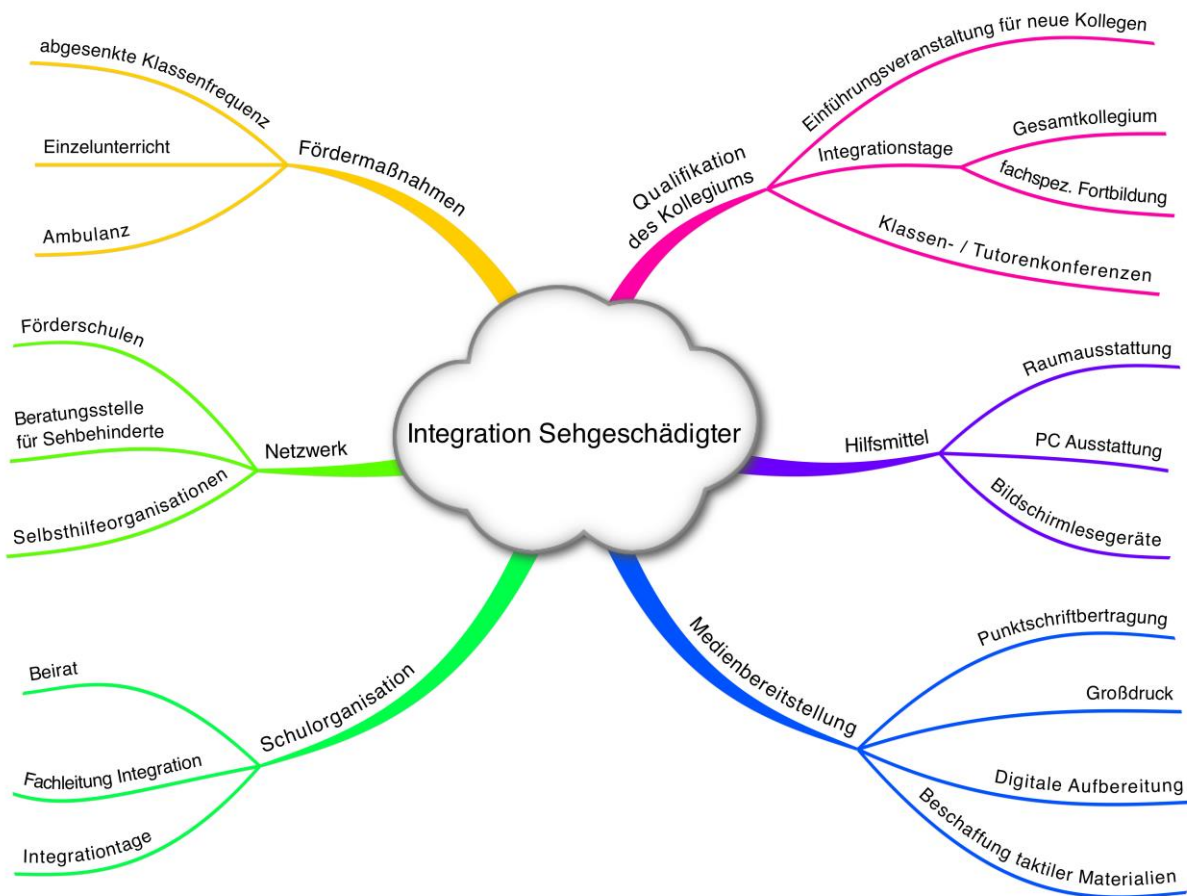 Integration Sehgeschädigter
Fördermaßnahmen
abgesenkte Klassenfrequenz
Einzelunterricht
Ambulanz
Netzwerk
Förderschulen
Beratungsstelle
für Sehbehinderte
Selbsthilfeorganisationen
Schulorganisation
Beirat
Fachleitung Integration
Integrationtage
Qualifikation
des Kollegiums
Einführungsveranstaltung für neue Kollegen
Integrationstage
Gesamtkollegium
fachspez. Fortbildung
Klassen- / Tutorenkonferenzen
Hilfsmittel
Raumausstattung
PC Ausstattung
Bildschirmlesegeräte
Medienbereitstellung
Punktschriftbertragung
Großdruck
Digitale Aufbereitung
Beschaffung taktiler Materialien